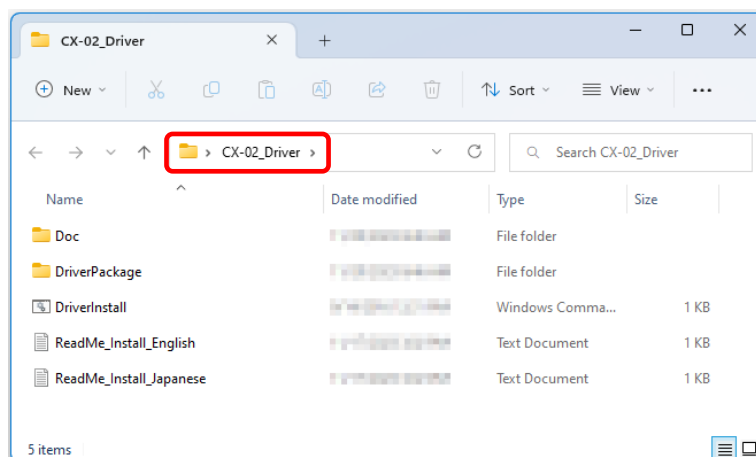 CX-02_Driver
New Sort View
CX-02_Driver Search CX-02_Driver
Name Date modified Type Size
Doc File folder
DriverPackage File folder
DriverInstall Windows Comma... 1 KB
ReadMe_Install_English Text Document 1 KB
ReadMe_Install_Japanese Text Document 1 KB
5 items